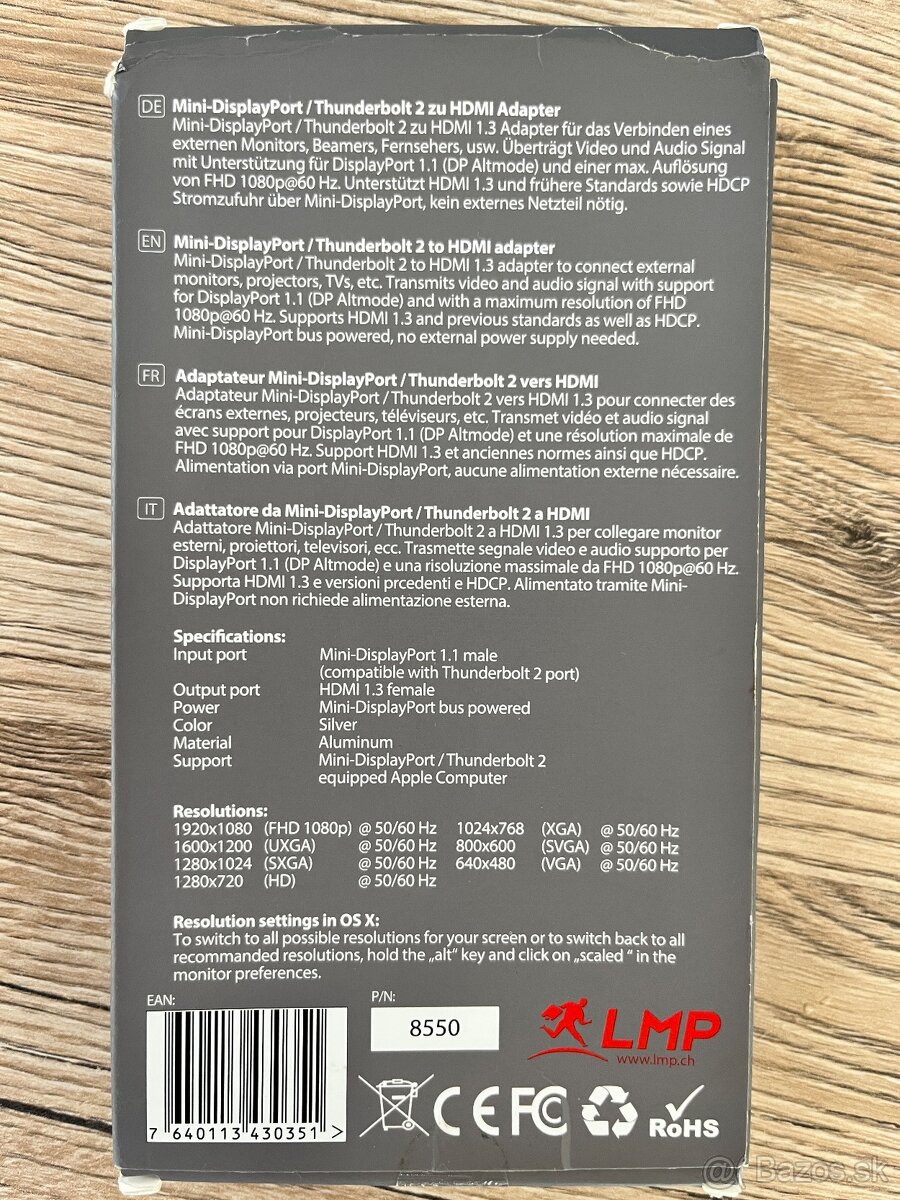 DE Mini-DisplayPort / Thunderbolt 2 zu HDMI Adapter
Mini-DisplayPort / Thunderbolt 2 zu HDMI 1.3 Adapter für das Verbinden eines
externen Monitors, Beamers, Fernsehers, usw. Überträgt Video und Audio Signal
mit Unterstützung für DisplayPort 1.1 (DP Altmode) und einer max. Auflösung
von FHD 1080p@60 Hz. Unterstützt HDMI 1.3 und frühere Standards sowie HDCP
Stromzufuhr über Mini-DisplayPort, kein externes Netzteil nötig.
EN Mini-DisplayPort / Thunderbolt 2 to HDMI adapter
Mini-DisplayPort / Thunderbolt 2 to HDMI 1.3 adapter to connect external
monitors, projectors, TVs, etc. Transmits video and audio signal with support
for DisplayPort 1.1 (DP Altmode) and with a maximum resolution of FHD
1080p@60 Hz. Supports HDMI 1.3 and previous standards as well as HDCP.
Mini-DisplayPort bus powered, no external power supply needed.
FR Adaptateur Mini-DisplayPort / Thunderbolt 2 vers HDMI
Adaptateur Mini-DisplayPort / Thunderbolt 2 vers HDMI 1.3 pour connecter des
écrans externes, projecteurs, téléviseurs, etc. Transmet vidéo et audio signal
avec support pour DisplayPort 1.1 (DP Altmode) et une résolution maximale de
FHD 1080p@60 Hz. Support HDMI 1.3 et anciennes normes ainsi que HDCP.
Alimentation via port Mini-DisplayPort, aucune alimentation externe nécessaire.
IT Adattatore da Mini-DisplayPort / Thunderbolt 2 a HDMI
Adattatore Mini-DisplayPort / Thunderbolt 2 a HDMI 1.3 per collegare monitor
esterni, proiettori, televisori, ecc. Trasmette segnale video e audio supporto per
DisplayPort 1.1 (DP Altmode) e una risoluzione massimale da FHD 1080p@60 Hz.
Supporta HDMI 1.3 e versioni prcedenti e HDCP. Alimentato tramite Mini-
DisplayPort non richiede alimentazione esterna.
Specifications:
Input port Mini-DisplayPort 1.1 male
(compatible with Thunderbolt 2 port)
Output port HDMI 1.3 female
Power Mini-DisplayPort bus powered
Color Silver
Material Aluminum
Support Mini-DisplayPort / Thunderbolt 2
equipped Apple Computer
Resolutions:
1920x1080 (FHD 1080p) @ 50/60 Hz 1024x768 (XGA) @ 50/60 Hz
1600x1200 (UXGA) @ 50/60 Hz 800x600 (SVGA) @ 50/60 Hz
1280x1024 (SXGA) @ 50/60 Hz 640x480 (VGA) @ 50/60 Hz
1280x720 (HD) @ 50/60 Hz
Resolution settings in OS X:
To switch to all possible resolutions for your screen or to switch back to all
recommanded resolutions, hold the „alt“ key and click on „scaled “ in the
monitor preferences.
EAN: P/N:
8550
LMP
www.lmp.ch
7 640113 430351 >
CE FC RoHS
@ Bazos.sk